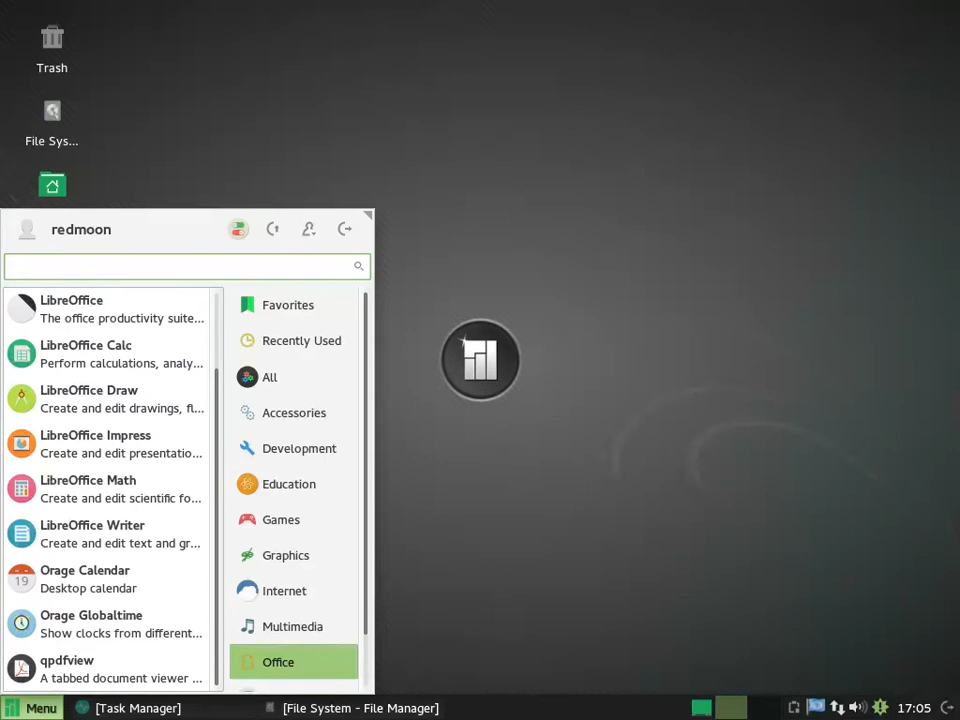 Trash
File Sys...
redmoon
LibreOffice
The office productivity suite...
LibreOffice Calc
Perform calculations, analy...
LibreOffice Draw
Create and edit drawings, fl...
LibreOffice Impress
Create and edit presentatio...
LibreOffice Math
Create and edit scientific fo...
LibreOffice Writer
Create and edit text and gr...
19
Orage Calendar
Desktop calendar
Orage Globaltime
Show clocks from different...
qpdfview
A tabbed document viewer ...
Favorites
Recently Used
All
Accessories
Development
Education
Games
Graphics
Internet
Multimedia
Office
Menu
[Task Manager]
[File System - File Manager]
17:05